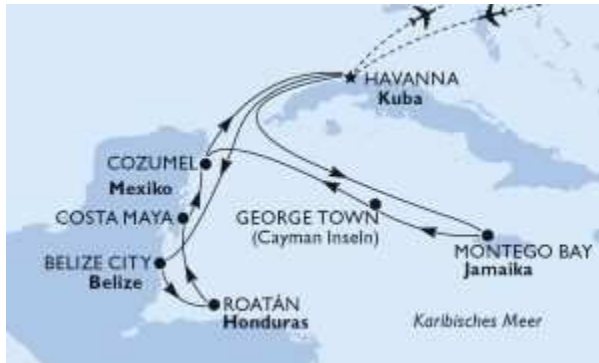 HAVANNA
Kuba
COZUMEL
Mexiko
COSTA MAYA
GEORGE TOWN
(Cayman Inseln)
MONTEGO BAY
Jamaika
BELIZE CITY
Belize
ROATÁN
Honduras
Karibisches Meer